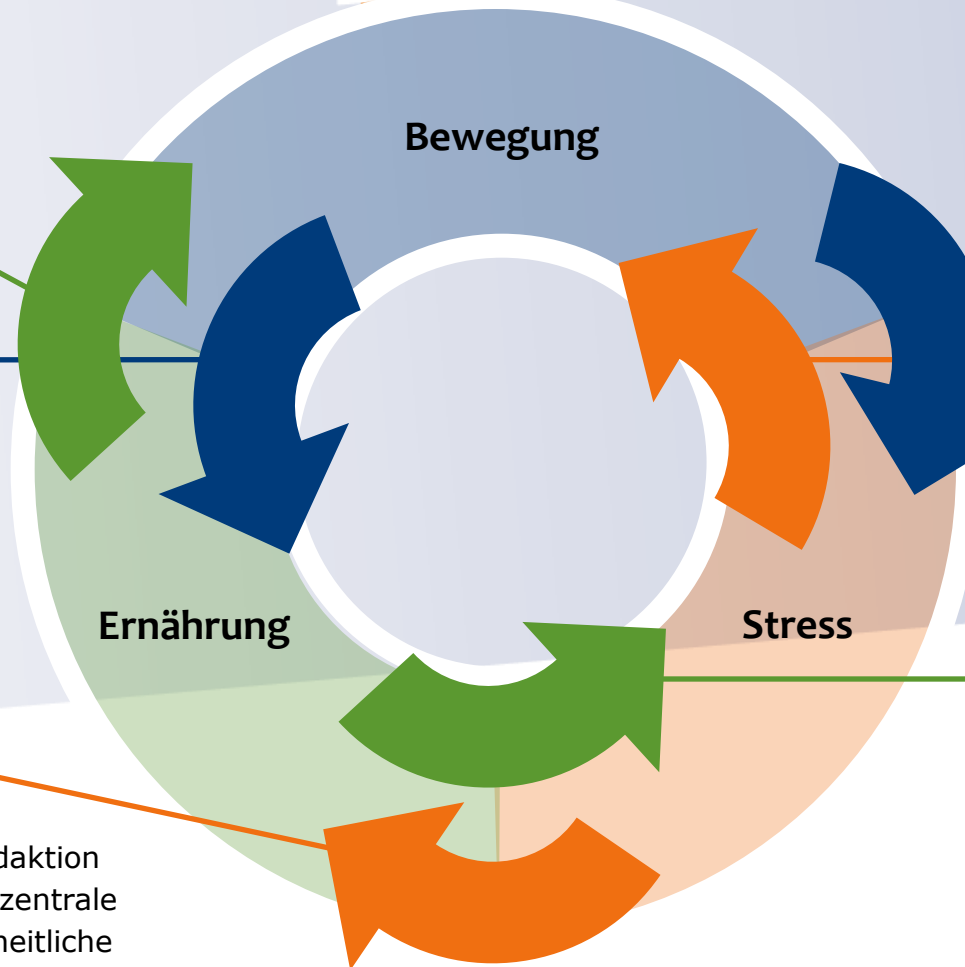 Bewegung
Ernährung
Stress
daktion
zentrale
heitliche